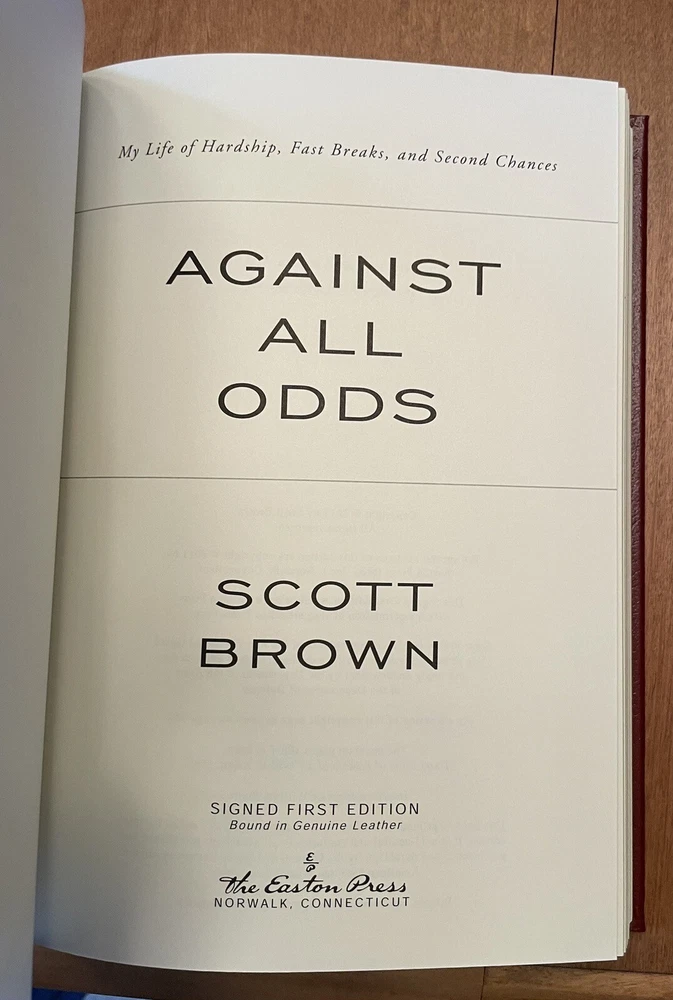 My Life of Hardship, Fast Breaks, and Second Chances
AGAINST
ALL
ODDS
SCOTT
BROWN
SIGNED FIRST EDITION
Bound in Genuine Leather
The Easton Press
NORWALK, CONNECTICUT